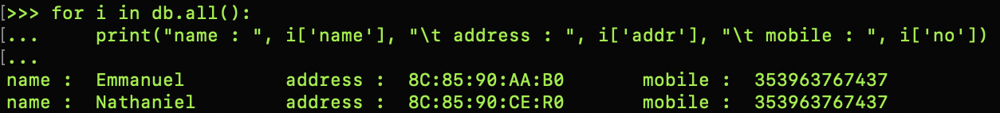 >>> for i in db.all():
...     print("name : ", i['name'], "\t address : ", i['addr'], "\t mobile : ", i['no'])
...
name :  Emmanuel         address :  8C:85:90:AA:B0       mobile :  353963767437
name :  Nathaniel        address :  8C:85:90:CE:R0       mobile :  353963767437